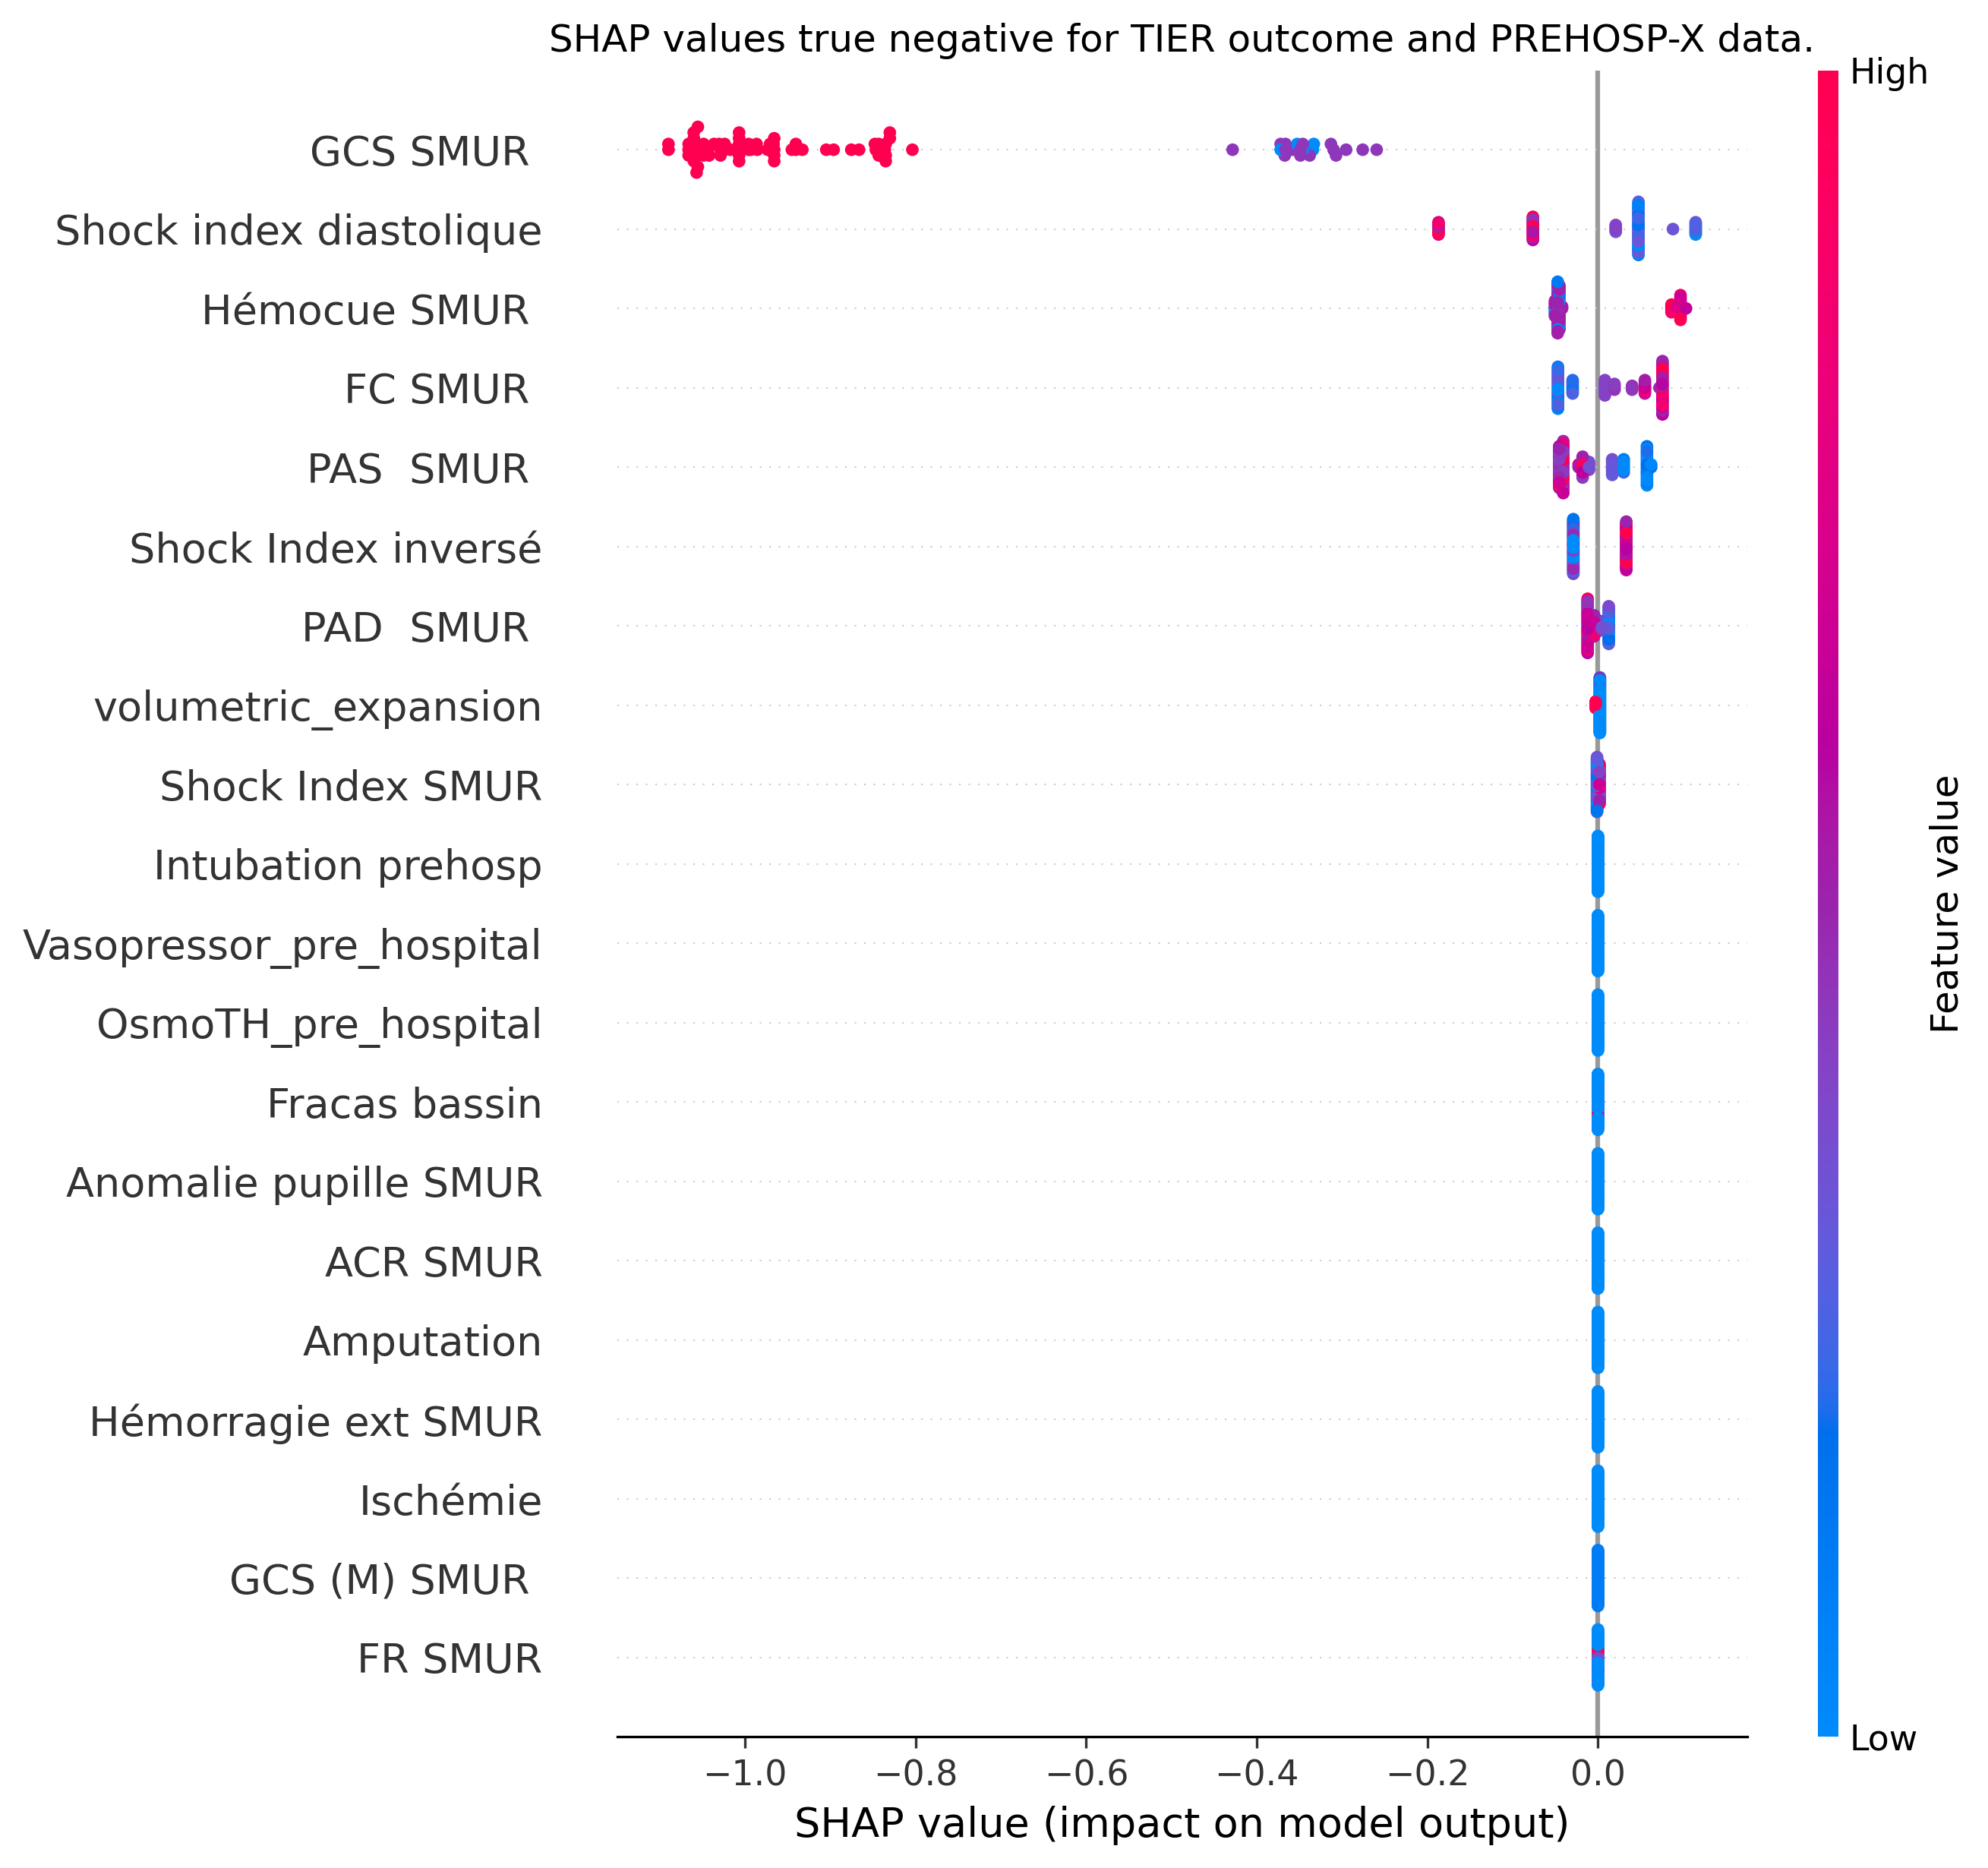 SHAP values true negative for TIER outcome and PREHOSP-X data.
High
GCS SMUR
Shock index diastolique
Hémocue SMUR
FC SMUR
PAS  SMUR
Shock Index inversé
PAD  SMUR
volumetric_expansion
Shock Index SMUR
Intubation prehosp
Vasopressor_pre_hospital
OsmoTH_pre_hospital
Fracas bassin
Anomalie pupille SMUR
ACR SMUR
Amputation
Hémorragie ext SMUR
Ischémie
GCS (M) SMUR
FR SMUR
Feature value
Low
−1.0 −0.8 −0.6 −0.4 −0.2 0.0
SHAP value (impact on model output)